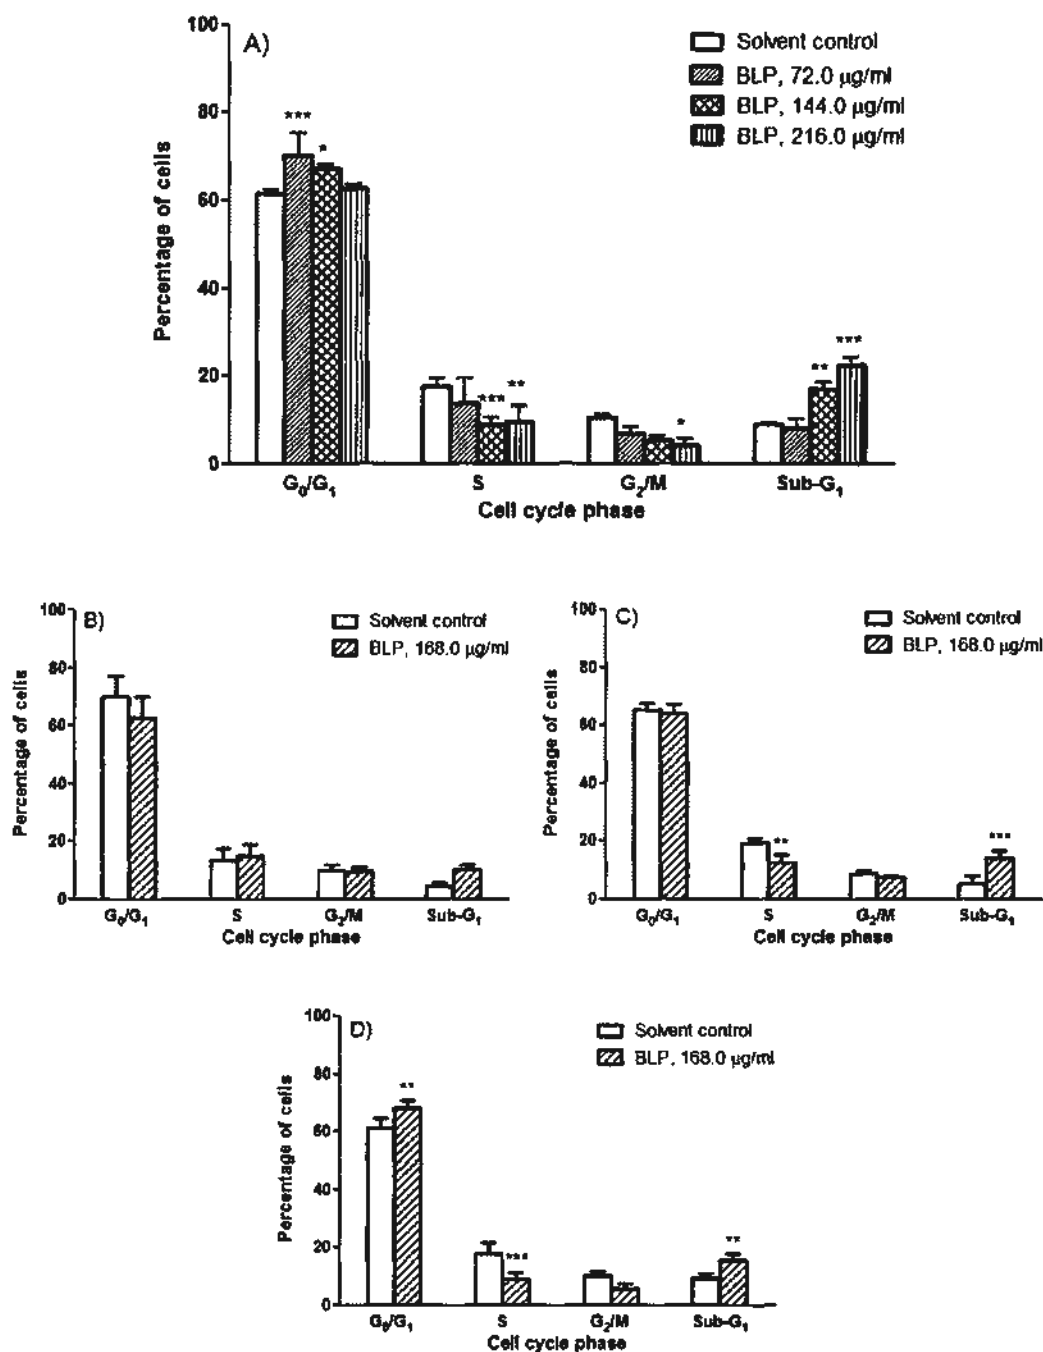 A)
Solvent control
BLP, 72.0 µg/ml
BLP, 144.0 µg/ml
BLP, 216.0 µg/ml
Percentage of cells
100
80
60
40
20
0
***
*
***
**
*
**
***
G₀/G₁ S G₂/M Sub-G₁
Cell cycle phase
B)
Solvent control
BLP, 168.0 µg/ml
Percentage of cells
100
80
60
40
20
0
G₀/G₁ S G₂/M Sub-G₁
Cell cycle phase
C)
Solvent control
BLP, 168.0 µg/ml
Percentage of cells
100
80
60
40
20
0
**
***
G₀/G₁ S G₂/M Sub-G₁
Cell cycle phase
D)
Solvent control
BLP, 168.0 µg/ml
Percentage of cells
100
80
60
40
20
0
**
***
**
G₀/G₁ S G₂/M Sub-G₁
Cell cycle phase